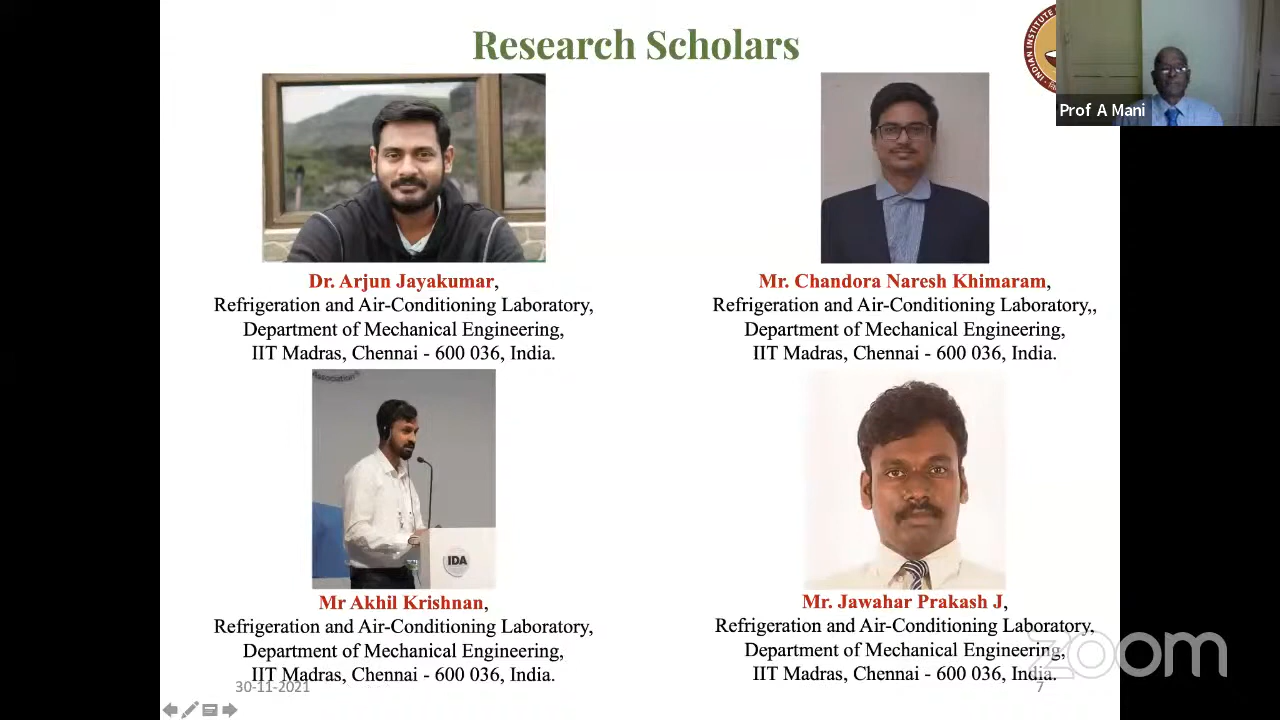 Research Scholars
INDIAN INSTITUTE
Prof A Mani
Dr. Arjun Jayakumar,
Refrigeration and Air-Conditioning Laboratory,
Department of Mechanical Engineering,
IIT Madras, Chennai - 600 036, India.
Mr. Chandora Naresh Khimaram,
Refrigeration and Air-Conditioning Laboratory,,
Department of Mechanical Engineering,
IIT Madras, Chennai - 600 036, India.
Association
IDA
Mr Akhil Krishnan,
Refrigeration and Air-Conditioning Laboratory,
Department of Mechanical Engineering,
IIT Madras, Chennai - 600 036, India.
Mr. Jawahar Prakash J,
Refrigeration and Air-Conditioning Laboratory,
Department of Mechanical Engineering,
IIT Madras, Chennai - 600 036, India.
30-11-2021
7
zoom